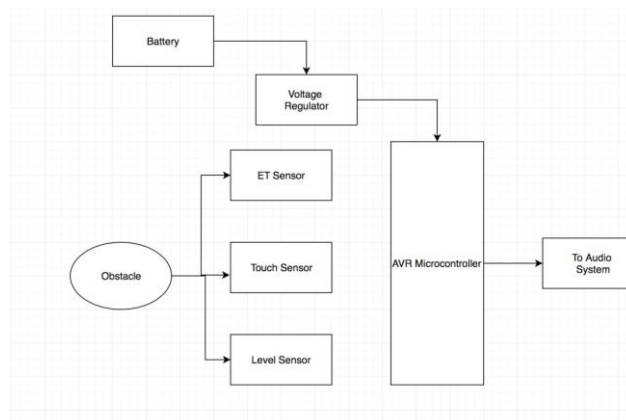 Battery
Voltage
Regulator
ET Sensor
Obstacle
Touch Sensor
AVR Microcontroller
To Audio
System
Level Sensor